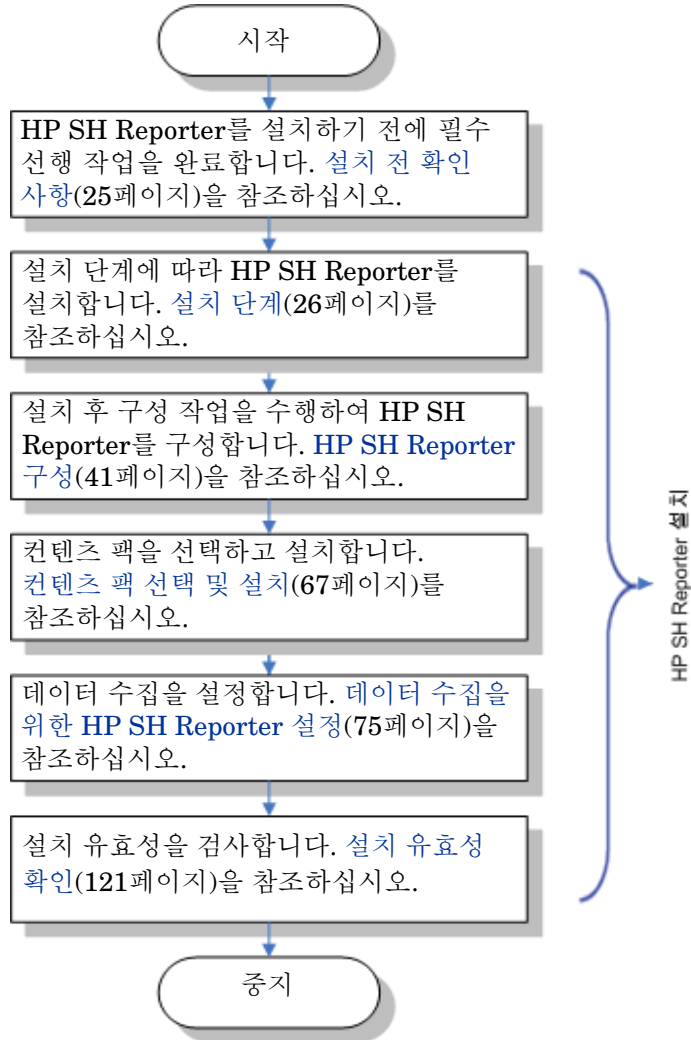 시작
HP SH Reporter를 설치하기 전에 필수
선행 작업을 완료합니다. 설치 전 확인
사항(25페이지)을 참조하십시오.
설치 단계에 따라 HP SH Reporter를
설치합니다. 설치 단계(26페이지)를
참조하십시오.
설치 후 구성 작업을 수행하여 HP SH
Reporter를 구성합니다. HP SH Reporter
구성(41페이지)을 참조하십시오.
컨텐츠 팩을 선택하고 설치합니다.
컨텐츠 팩 선택 및 설치(67페이지)를
참조하십시오.
데이터 수집을 설정합니다. 데이터 수집을
위한 HP SH Reporter 설정(75페이지)을
참조하십시오.
설치 유효성을 검사합니다. 설치 유효성
확인(121페이지)을 참조하십시오.
중지
HP SH Reporter 설치